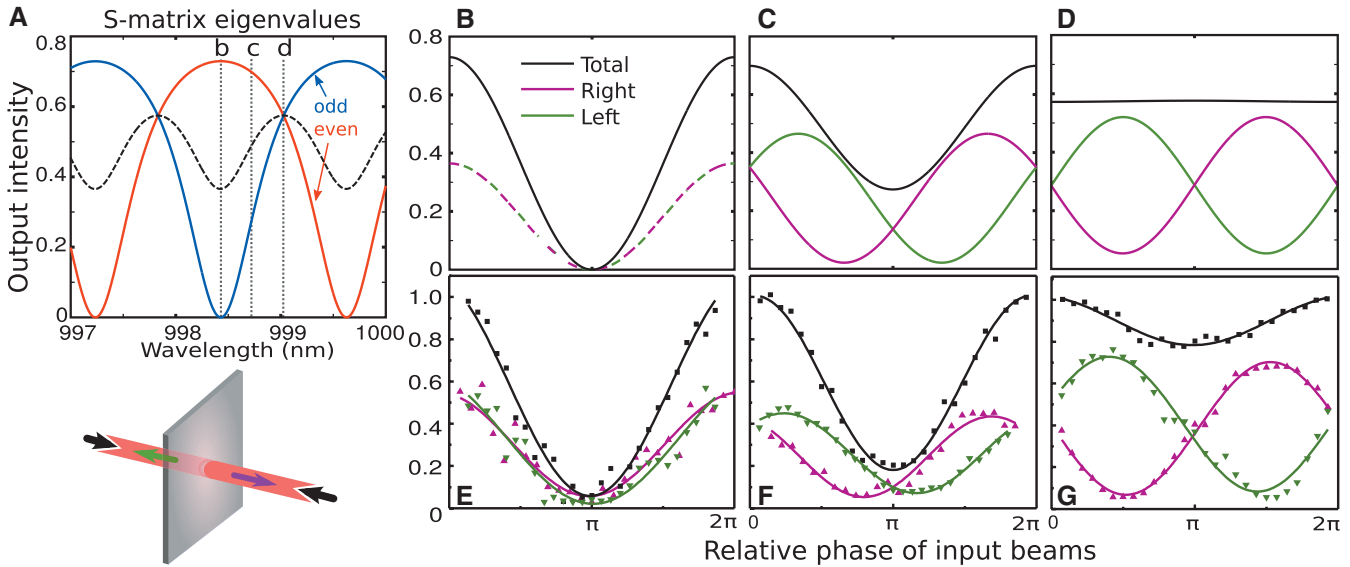 A
S-matrix eigenvalues
B
C
D
0.8
b c d
0.6
0.4
0.2
0
odd
even
Output intensity
997 998 999 1000
Wavelength (nm)
0.8
0.6
0.4
0.2
0
Total
Right
Left
1.0
0.8
0.6
0.4
0.2
0
E
F
G
π 2π
0 π 2π
0 π 2π
Relative phase of input beams